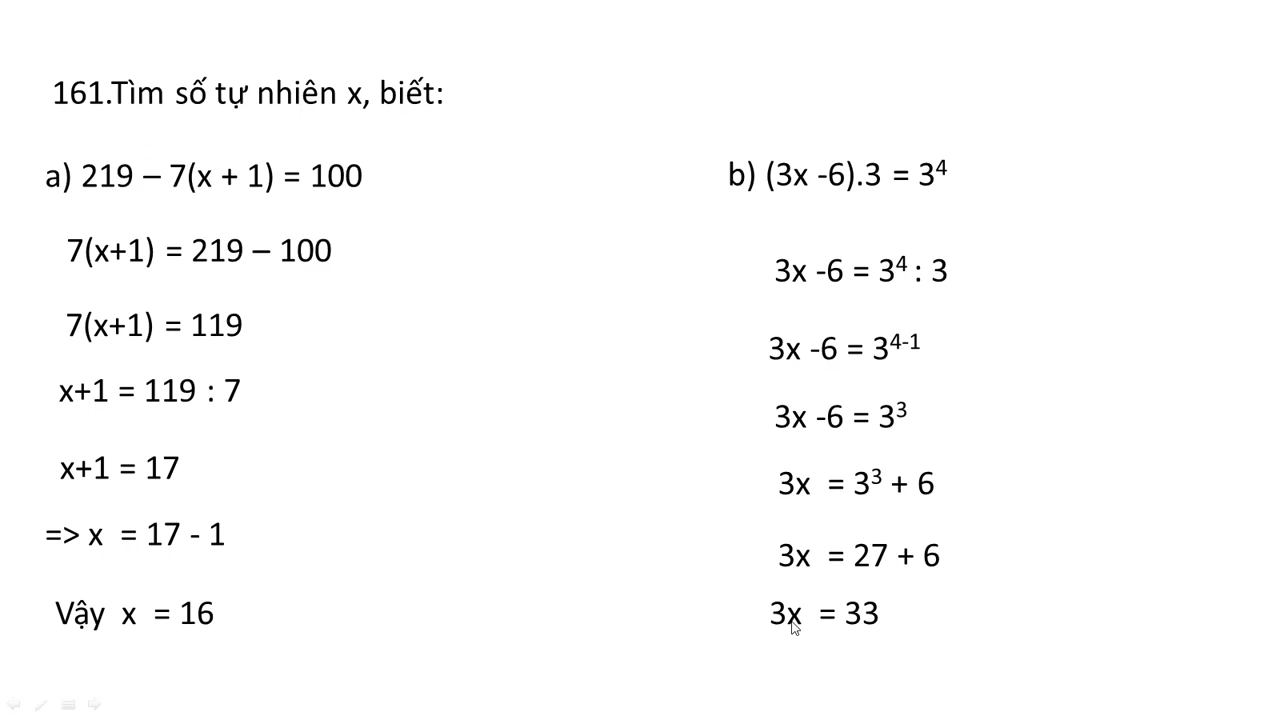 161.Tìm số tự nhiên x, biết:
a) 219 – 7(x + 1) = 100
7(x+1) = 219 – 100
7(x+1) = 119
x+1 = 119 : 7
x+1 = 17
=> x = 17 - 1
Vậy x = 16
b) (3x -6).3 = 3⁴
3x -6 = 3⁴ : 3
3x -6 = 3⁴⁻¹
3x -6 = 3³
3x = 3³ + 6
3x = 27 + 6
3x = 33